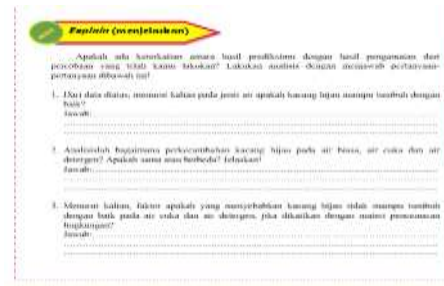 Explain (menjelaskan)
Apakah ada keterkaitan antara hasil prediksimu dengan hasil pengamatan dari
percobaan yang telah kamu lakukan? Lakukan analisis dengan menjawab pertanyaan-
pertanyaan dibawah ini!
1. Dari data diatas, menurut kalian pada jenis air apakah kacang hijau mampu tumbuh dengan
baik?
Jawab:
2. Analisislah bagaimana perkecambahan kacang hijau pada air biasa, air cuka dan air
detergen? Apakah sama atau berbeda? Jelaskan!
Jawab:
3. Menurut kalian, faktor apakah yang menyebabkan kacang hijau tidak mampu tumbuh
dengan baik pada air cuka dan air detergen, jika dikaitkan dengan materi pencemaran
lingkungan?
Jawab: